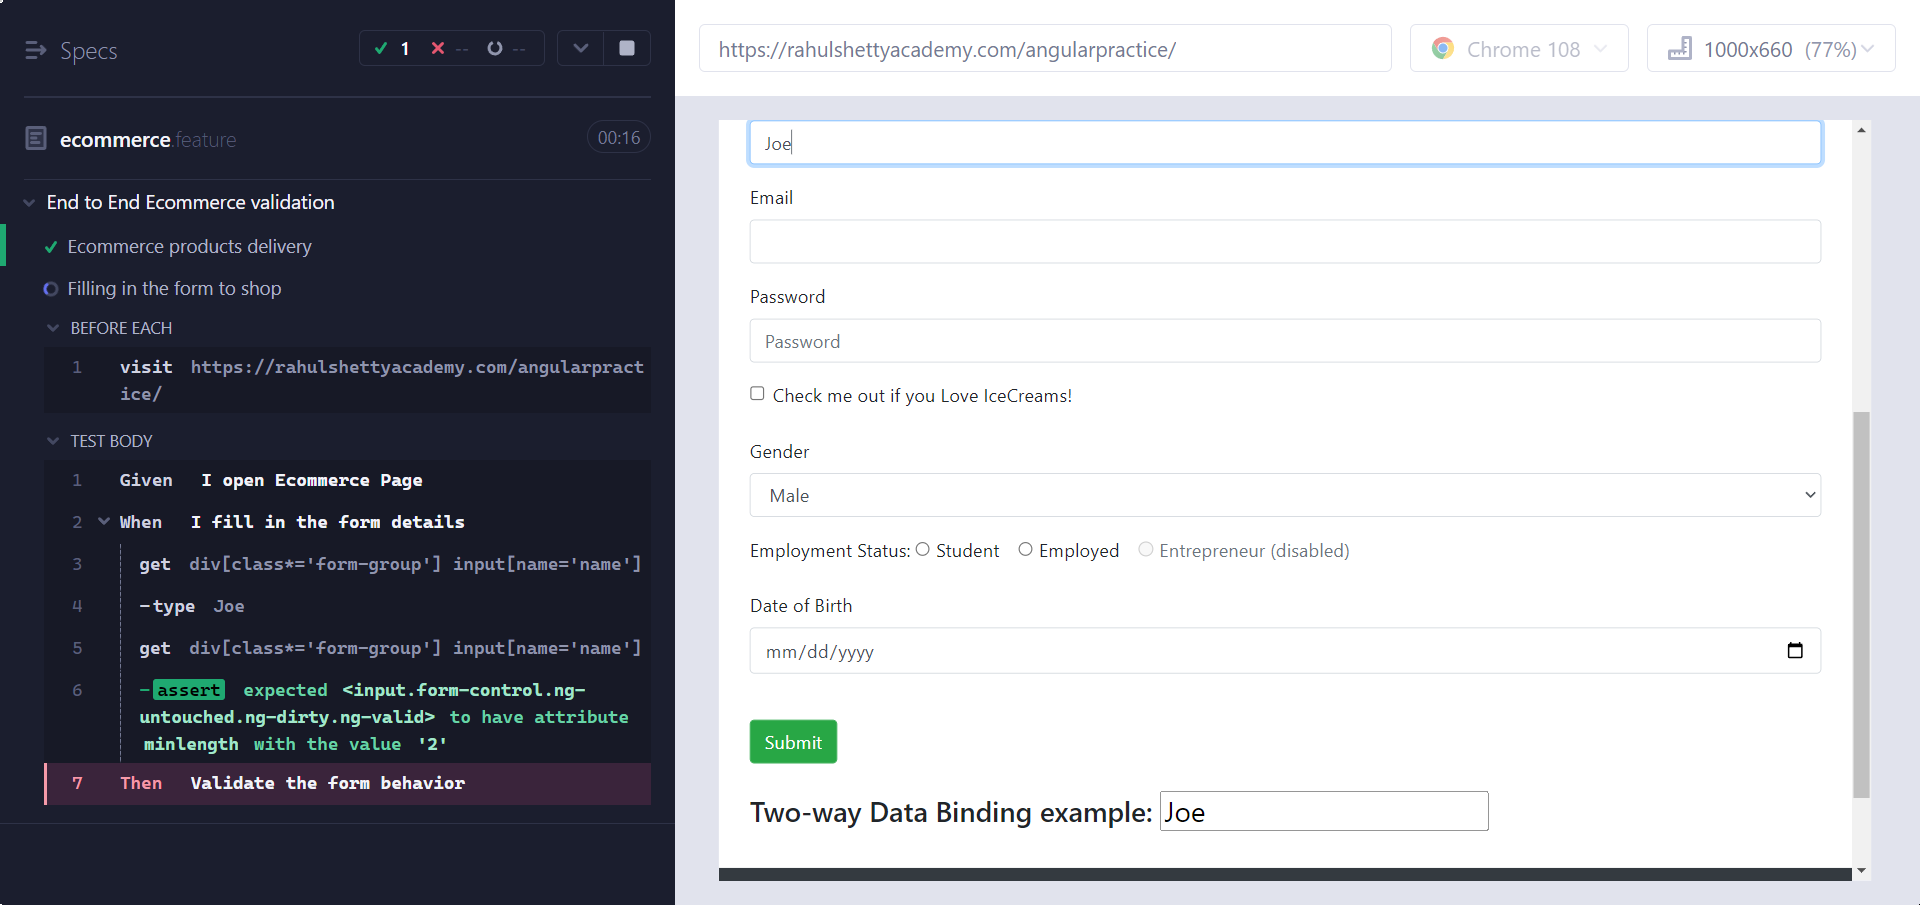 Specs
1 -- --
ecommerce.feature 00:16
End to End Ecommerce validation
Ecommerce products delivery
Filling in the form to shop
BEFORE EACH
1 visit https://rahulshettyacademy.com/angularpract
ice/
TEST BODY
1 Given I open Ecommerce Page
2 When I fill in the form details
3 get div[class*='form-group'] input[name='name']
4 -type Joe
5 get div[class*='form-group'] input[name='name']
6 -assert expected <input.form-control.ng-
untouched.ng-dirty.ng-valid> to have attribute
minlength with the value '2'
7 Then Validate the form behavior
https://rahulshettyacademy.com/angularpractice/
Chrome 108
1000x660 (77%)
Joe
Email
Password
Password
Check me out if you Love IceCreams!
Gender
Male
Employment Status: Student Employed Entrepreneur (disabled)
Date of Birth
mm/dd/yyyy
Submit
Two-way Data Binding example: Joe